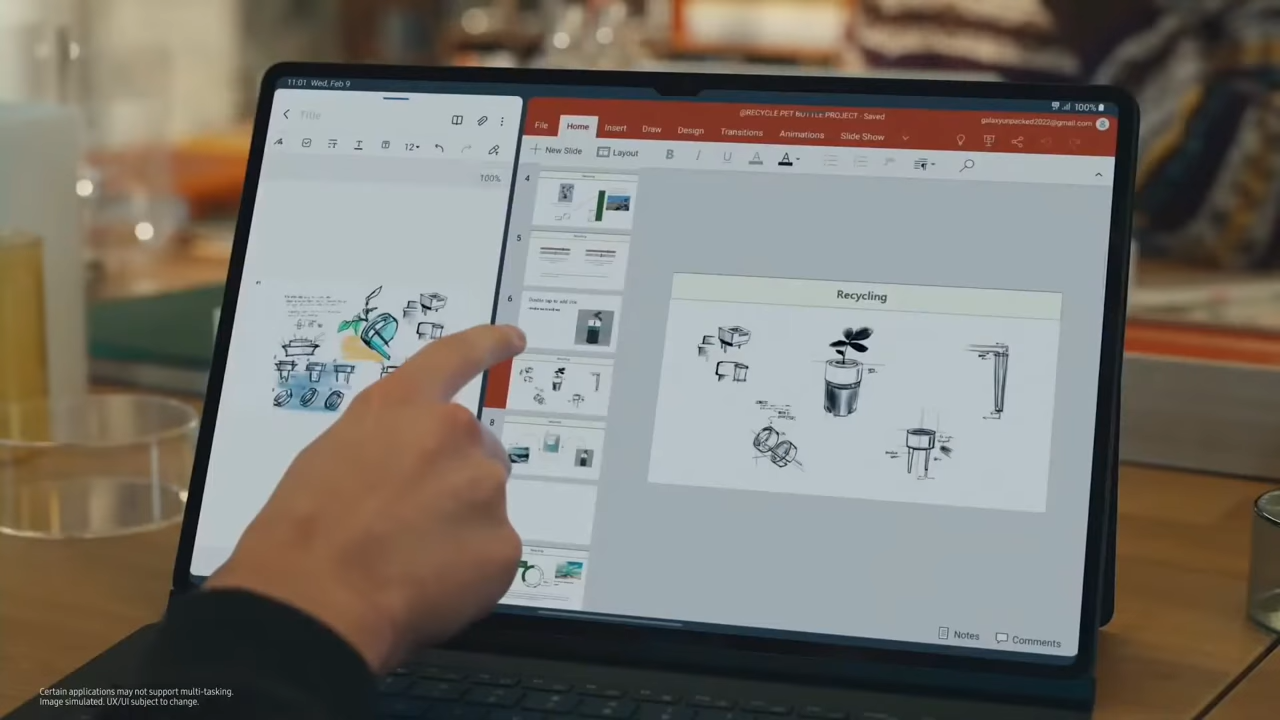 11:01 Wed, Feb 9
100%
Title
12
100%
@RECYCLE PET BOTTLE PROJECT - Saved
galaxyunpacked2022@gmail.com
File
Home
Insert
Draw
Design
Transitions
Animations
Slide Show
New Slide
Layout
B
I
U
A
A
4
5
6
8
Recycling
Notes
Comments
Certain applications may not support multi-tasking.
Image simulated. UX/UI subject to change.